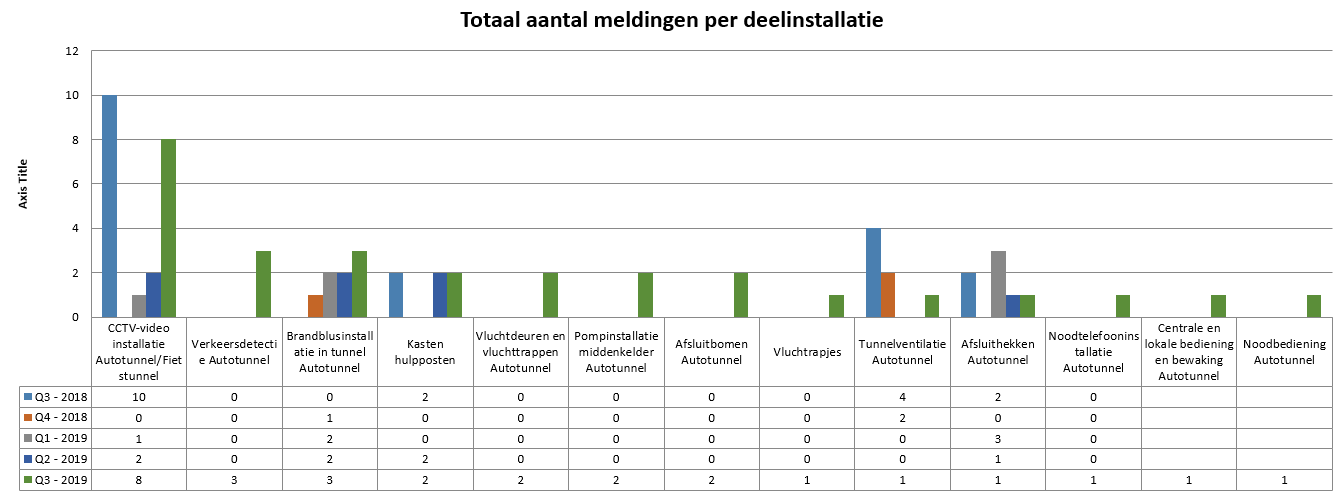 Totaal aantal meldingen per deelinstallatie
12
10
8
6
4
2
0
Axis Title
CCTV-video
installatie
Autotunnel/Fiet
stunnel
Verkeersdetecti
e Autotunnel
Brandblusinstall
atie in tunnel
Autotunnel
Kasten
hulpposten
Vluchtdeuren en
vluchttrappen
Autotunnel
Pompinstallatie
middenkelder
Autotunnel
Afsluitbomen
Autotunnel
Vluchtrapjes
Tunnelventilatie
Autotunnel
Afsluithekken
Autotunnel
Noodtelefoonins
tallatie
Autotunnel
Centrale en
lokale bediening
en bewaking
Autotunnel
Noodbediening
Autotunnel
Q3 - 2018 10 0 0 2 0 0 0 0 4 2 0
Q4 - 2018 0 0 1 0 0 0 0 0 2 0 0
Q1 - 2019 1 0 2 0 0 0 0 0 0 3 0
Q2 - 2019 2 0 2 2 0 0 0 0 0 1 0
Q3 - 2019 8 3 3 2 2 2 2 1 1 1 1 1 1